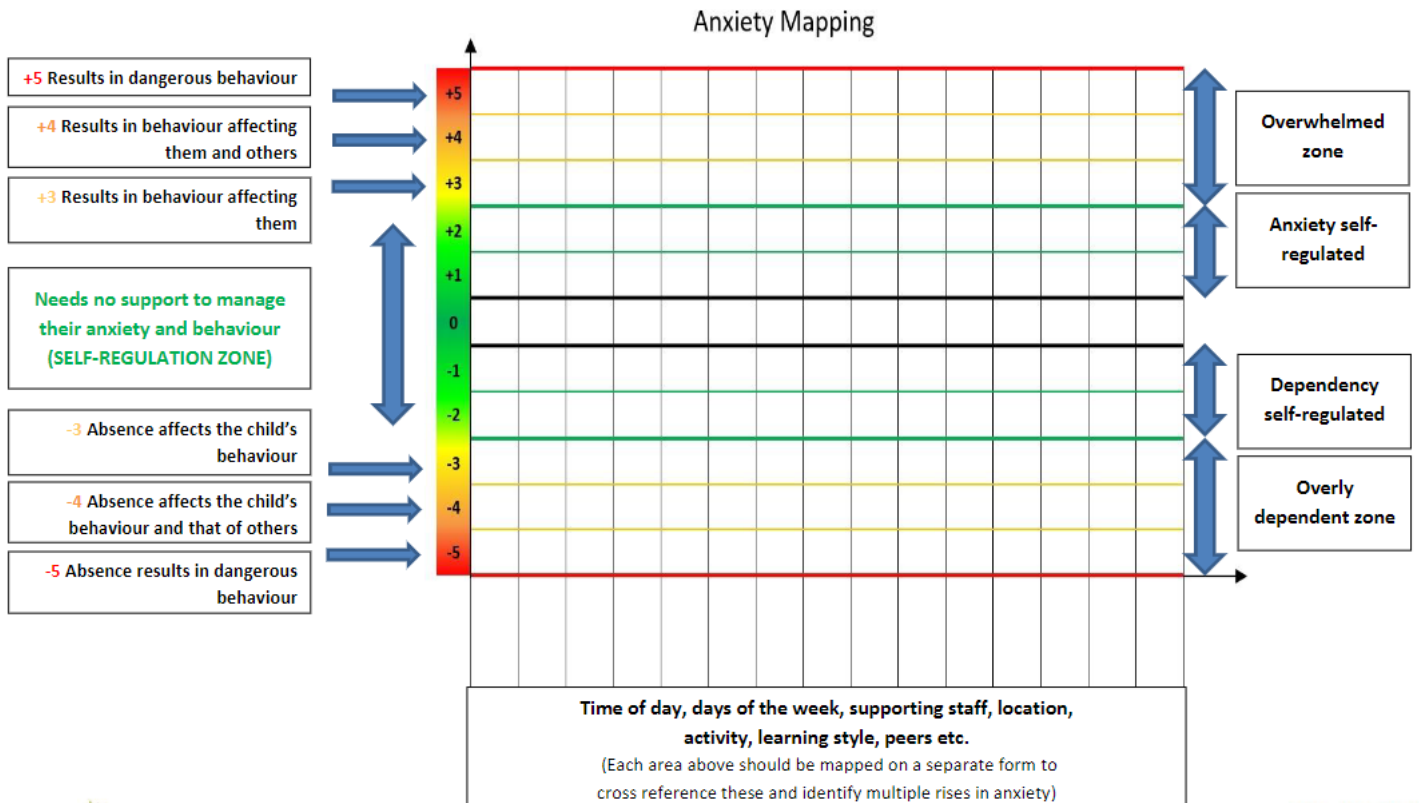 Anxiety Mapping
+5 Results in dangerous behaviour
+4 Results in behaviour affecting
them and others
+3 Results in behaviour affecting
them
Needs no support to manage
their anxiety and behaviour
(SELF-REGULATION ZONE)
-3 Absence affects the child's
behaviour
-4 Absence affects the child's
behaviour and that of others
-5 Absence results in dangerous
behaviour
+5
+4
+3
+2
+1
0
-1
-2
-3
-4
-5
Overwhelmed
zone
Anxiety self-
regulated
Dependency
self-regulated
Overly
dependent zone
Time of day, days of the week, supporting staff, location,
activity, learning style, peers etc.
(Each area above should be mapped on a separate form to
cross reference these and identify multiple rises in anxiety)